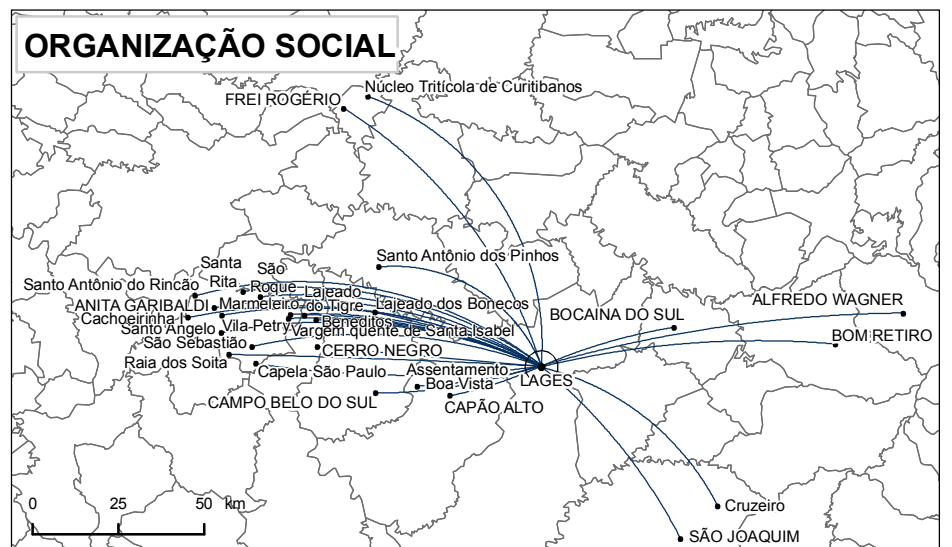 ORGANIZAÇÃO SOCIAL
Núcleo Tritícola de Curitibanos
FREI ROGÉRIO
Santo Antônio dos Pinhos
Santa
Rita
São
Roque
Santo Antônio do Rincão
Lajeado
ANITA GARIBALDI
Marmeleiro
do Tigre
Lajeado dos Bonecos
ALFREDO WAGNER
BOCAINA DO SUL
Cachoeirinha I
Santo Angelo
Vila Petry
Beneditos
Vargem quente de Santa Isabel
BOM RETIRO
São Sebastião
CERRO NEGRO
Raia dos Soita
Capela São Paulo
Assentamento
Boa Vista
LAGES
CAMPO BELO DO SUL
CAPÃO ALTO
Cruzeiro
SÃO JOAQUIM
0 25 50 km